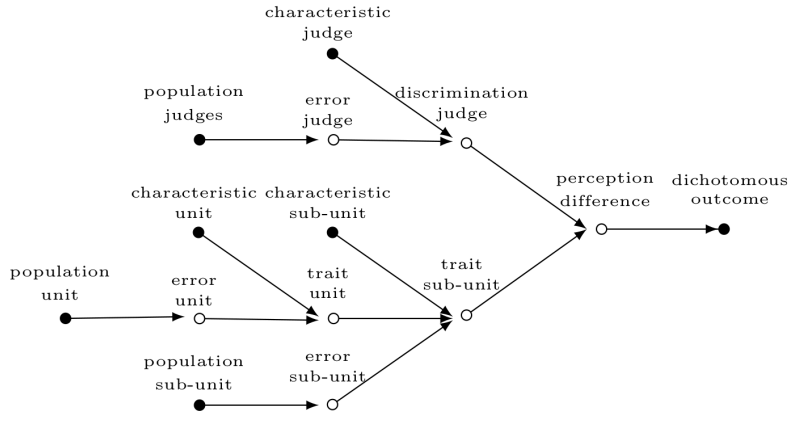 characteristic
judge
population
judges
error
judge
discrimination
judge
perception
difference
dichotomous
outcome
characteristic
unit
characteristic
sub-unit
population
unit
error
unit
trait
unit
trait
sub-unit
population
sub-unit
error
sub-unit